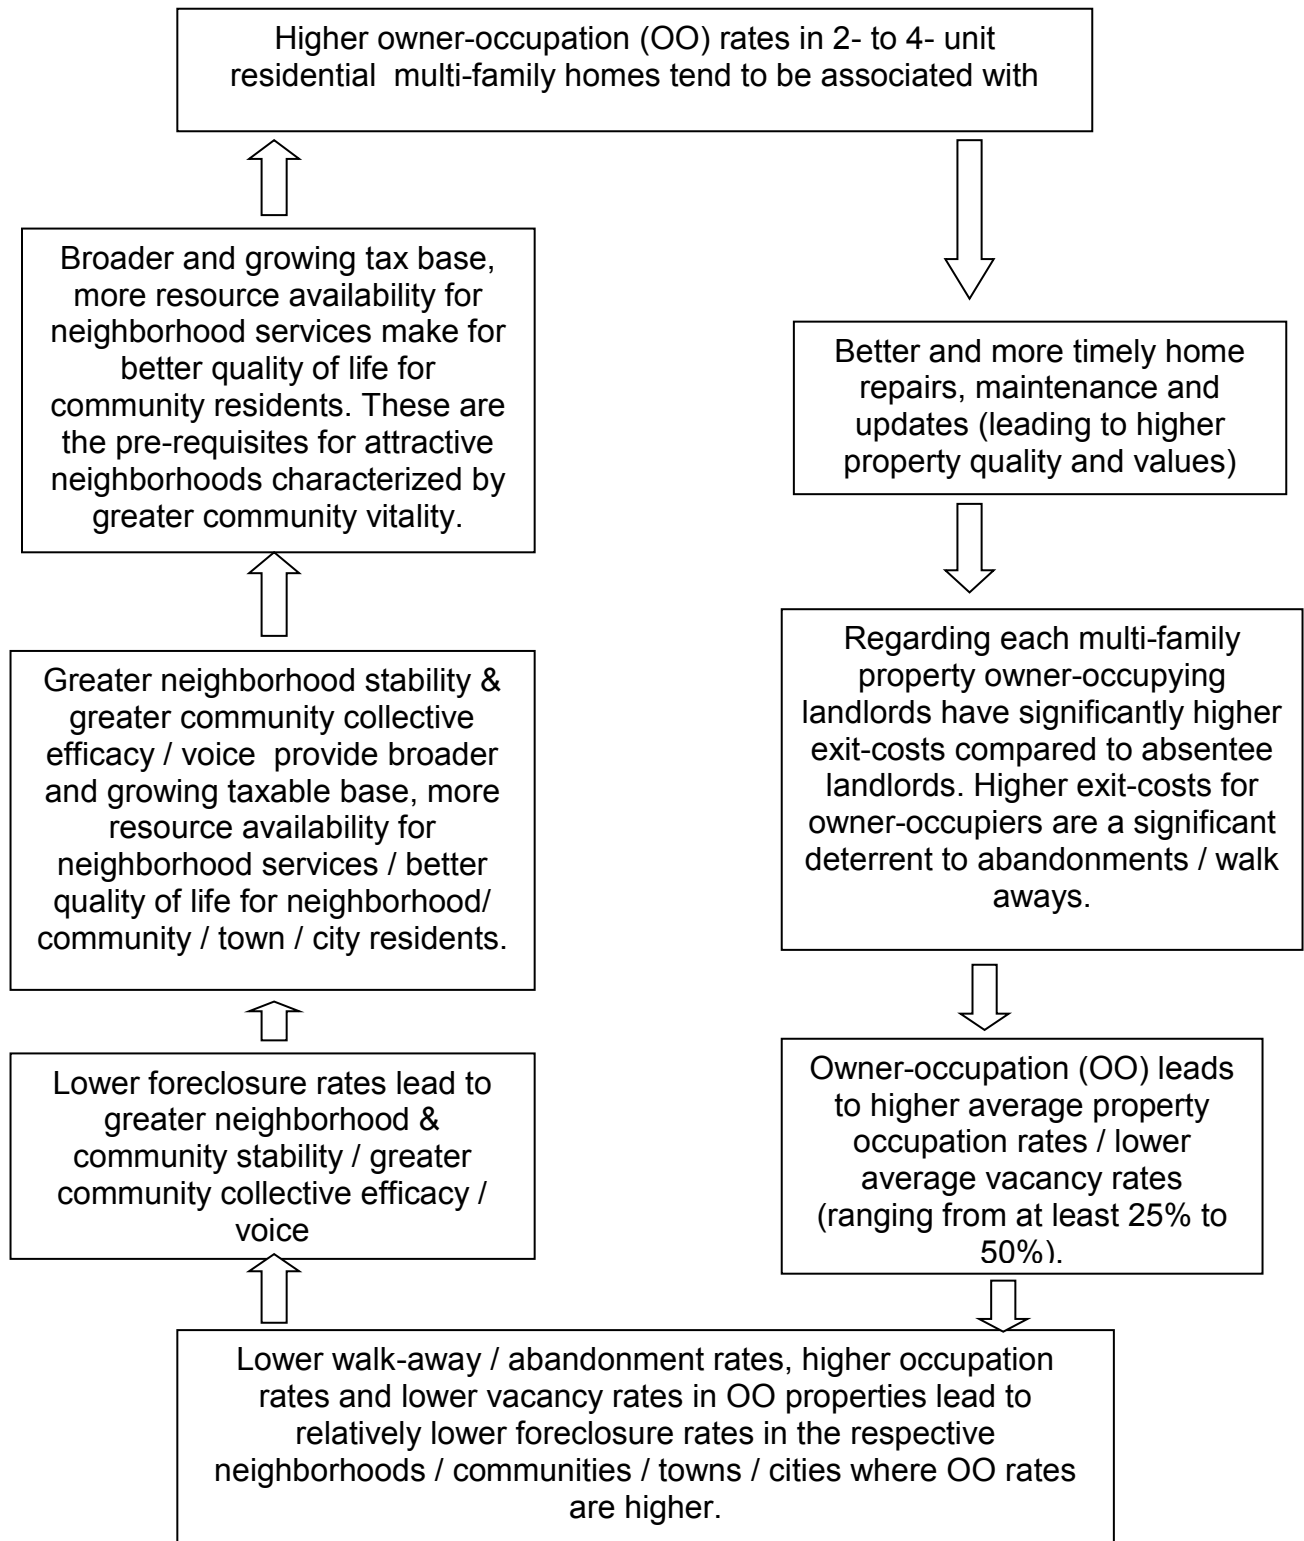 Higher owner-occupation (OO) rates in 2- to 4- unit
residential  multi-family homes tend to be associated with
Better and more timely home
repairs, maintenance and
updates (leading to higher
property quality and values)
Regarding each multi-family
property owner-occupying
landlords have significantly higher
exit-costs compared to absentee
landlords. Higher exit-costs for
owner-occupiers are a significant
deterrent to abandonments / walk
aways.
Owner-occupation (OO) leads
to higher average property
occupation rates / lower
average vacancy rates
(ranging from at least 25% to
50%).
Lower walk-away / abandonment rates, higher occupation
rates and lower vacancy rates in OO properties lead to
relatively lower foreclosure rates in the respective
neighborhoods / communities / towns / cities where OO rates
are higher.
Lower foreclosure rates lead to
greater neighborhood &
community stability / greater
community collective efficacy /
voice
Greater neighborhood stability &
greater community collective
efficacy / voice  provide broader
and growing taxable base, more
resource availability for
neighborhood services / better
quality of life for neighborhood/
community / town / city residents.
Broader and growing tax base,
more resource availability for
neighborhood services make for
better quality of life for
community residents. These are
the pre-requisites for attractive
neighborhoods characterized by
greater community vitality.